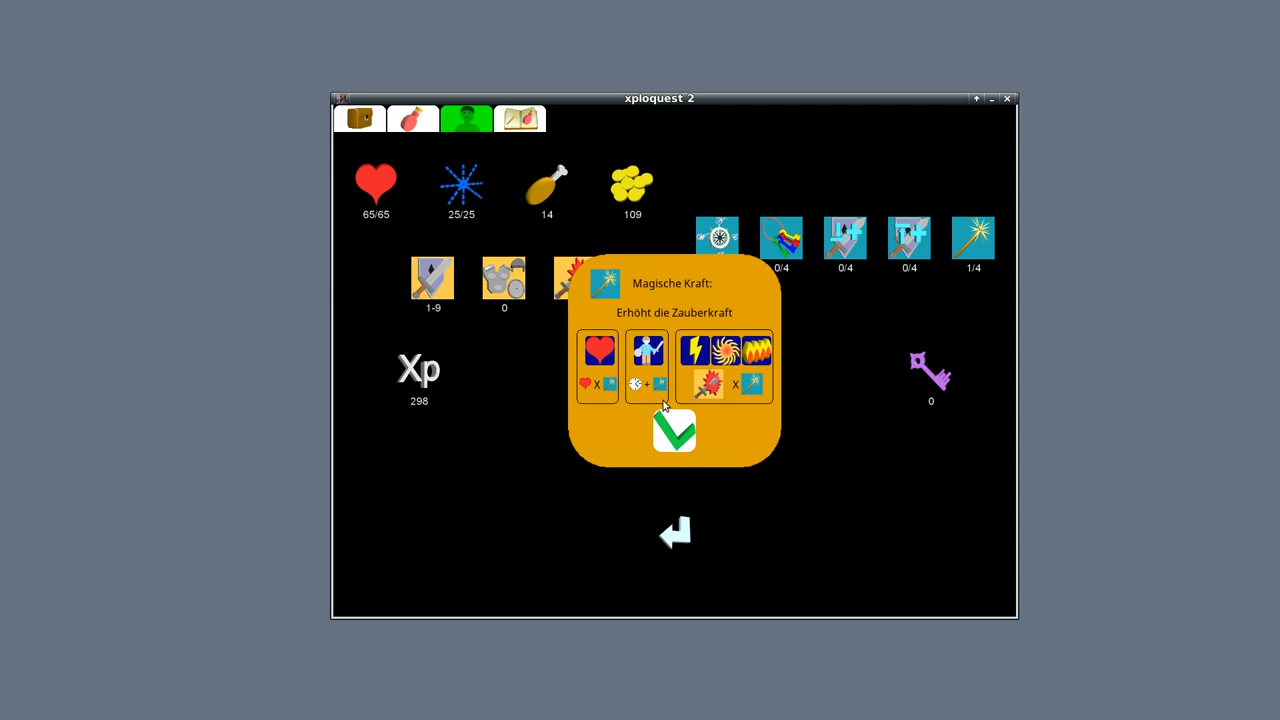 xploquest 2
65/65
25/25
14
109
N
W
0/4
0/4
0/4
1/4
1-9
0
Magische Kraft:
Erhöht die Zauberkraft
X
+
X
Xp
298
0